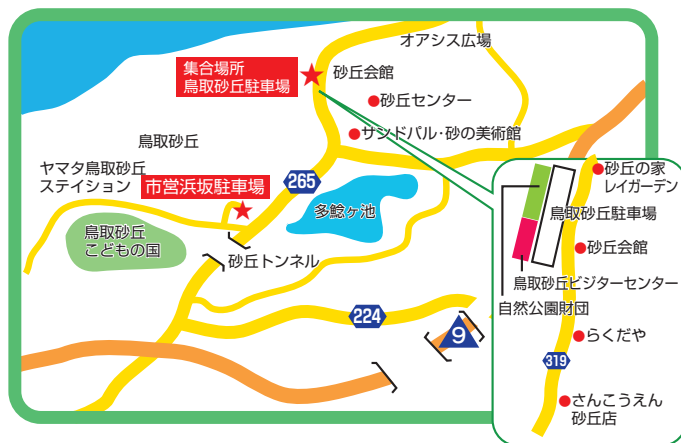 オアシス広場
集合場所
鳥取砂丘駐車場
砂丘会館
砂丘センター
サンドパル・砂の美術館
鳥取砂丘
ヤマタ鳥取砂丘
ステイション
市営浜坂駐車場
265
多鯰ヶ池
鳥取砂丘
こどもの国
砂丘トンネル
224
9
砂丘の家
レイガーデン
鳥取砂丘駐車場
砂丘会館
鳥取砂丘ビジターセンター
自然公園財団
らくだや
319
さんこうえん
砂丘店